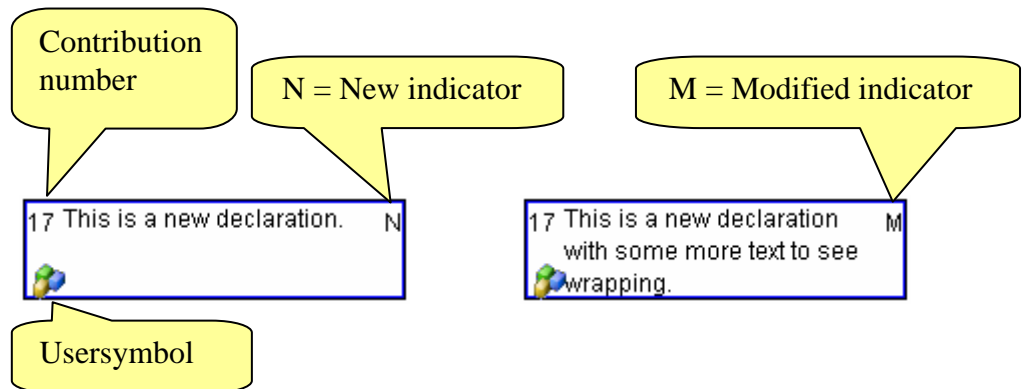 Contribution
number
N = New indicator
M = Modified indicator
17 This is a new declaration. N
17 This is a new declaration M
with some more text to see
wrapping.
Usersymbol